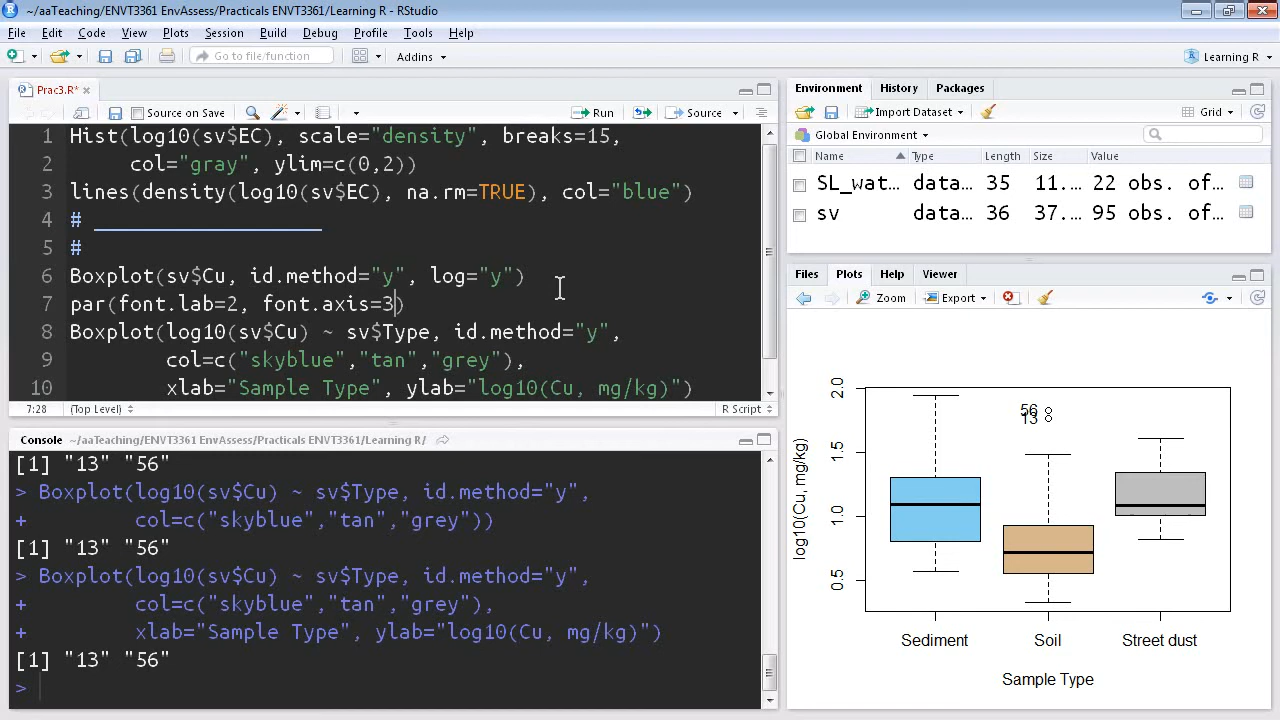 ~/aaTeaching/ENVT3361 EnvAssess/Practicals ENVT3361/Learning R - RStudio
File Edit Code View Plots Session Build Debug Profile Tools Help
Go to file/function Addins Learning R
Prac3.R*
Source on Save Run Source
1 Hist(log10(sv$EC), scale="density", breaks=15,
2 col="gray", ylim=c(0,2))
3 lines(density(log10(sv$EC), na.rm=TRUE), col="blue")
4 # ___________________
5 #
6 Boxplot(sv$Cu, id.method="y", log="y")
7 par(font.lab=2, font.axis=3)
8 Boxplot(log10(sv$Cu) ~ sv$Type, id.method="y",
9 col=c("skyblue","tan","grey"),
10 xlab="Sample Type", ylab="log10(Cu, mg/kg)")
7:28 (Top Level) R Script
Console ~/aaTeaching/ENVT3361 EnvAssess/Practicals ENVT3361/Learning R/
[1] "13" "56"
> Boxplot(log10(sv$Cu) ~ sv$Type, id.method="y",
+ col=c("skyblue","tan","grey"))
[1] "13" "56"
> Boxplot(log10(sv$Cu) ~ sv$Type, id.method="y",
+ col=c("skyblue","tan","grey"),
+ xlab="Sample Type", ylab="log10(Cu, mg/kg)")
[1] "13" "56"
>
Environment History Packages
Import Dataset Grid
Global Environment
Name Type Length Size Value
SL_wat… data… 35 11.… 22 obs. of…
sv data… 36 37.… 95 obs. of…
Files Plots Help Viewer
Zoom Export
log10(Cu, mg/kg)
2.0
1.5
1.0
0.5
56
13
Sediment Soil Street dust
Sample Type